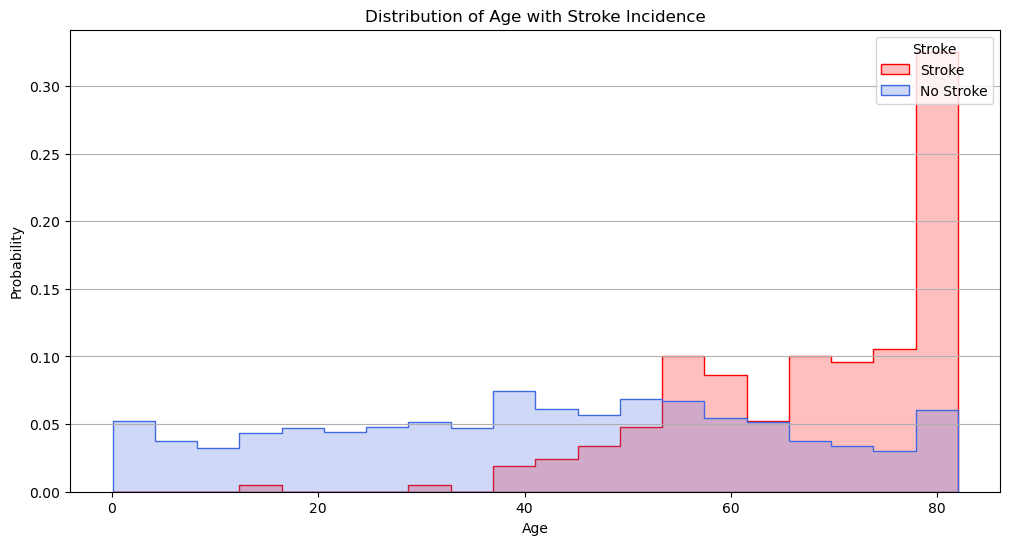 Distribution of Age with Stroke Incidence
Stroke
Stroke
No Stroke
Probability
0.30
0.25
0.20
0.15
0.10
0.05
0.00
0 20 40 60 80
Age